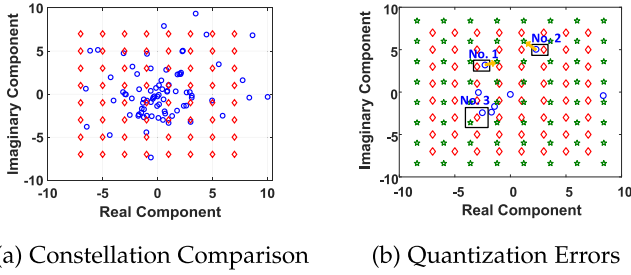 10
5
0
-5
-10
Imaginary Component
-10
-5
0
5
10
Real Component
(a) Constellation Comparison
10
5
0
-5
-10
Imaginary Component
No. 1
No. 2
No. 3
-10
-5
0
5
10
Real Component
(b) Quantization Errors